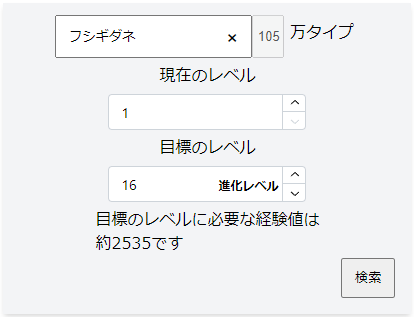 フシギダネ × 105 万タイプ
現在のレベル
1
目標のレベル
16 進化レベル
目標のレベルに必要な経験値は
約2535です
検索